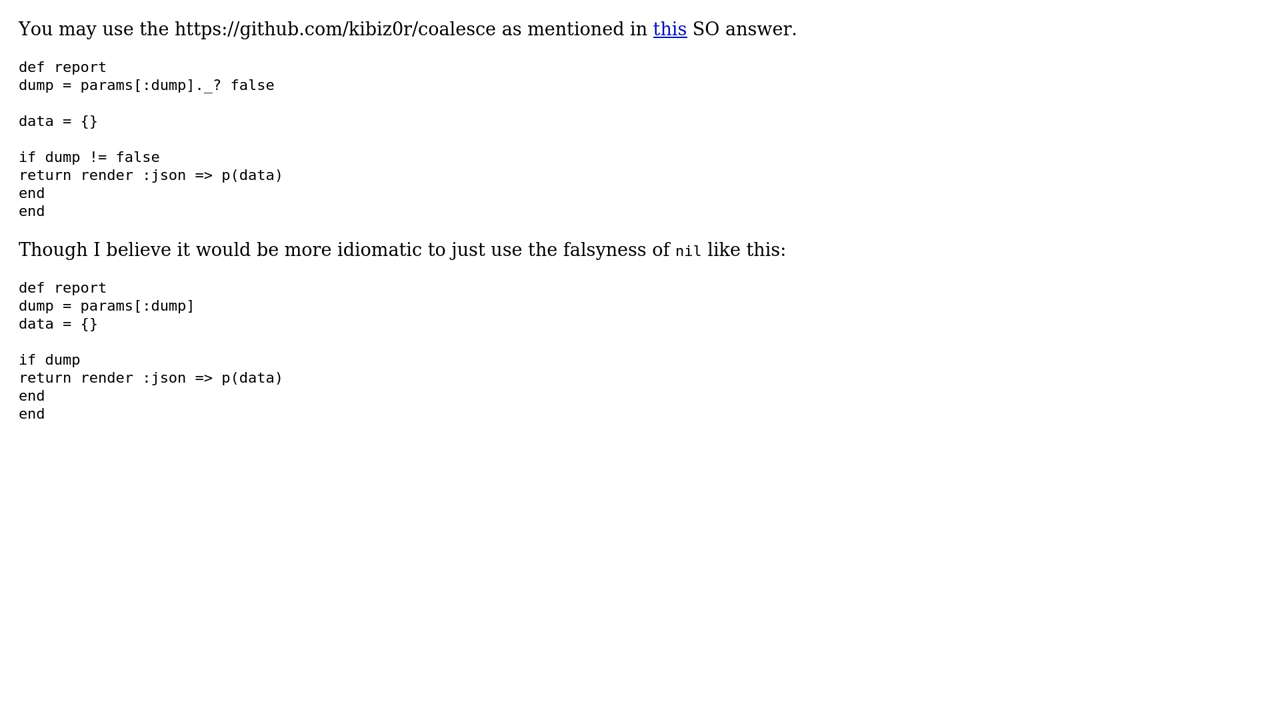 You may use the https://github.com/kibiz0r/coalesce as mentioned in this SO answer.
def report
dump = params[:dump]._? false
data = {}
if dump != false
return render :json => p(data)
end
end
Though I believe it would be more idiomatic to just use the falsyness of nil like this:
def report
dump = params[:dump]
data = {}
if dump
return render :json => p(data)
end
end